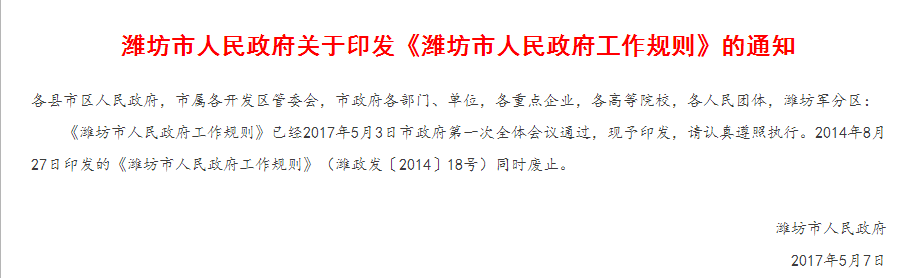 潍坊市人民政府关于印发《潍坊市人民政府工作规则》的通知
各县市区人民政府，市属各开发区管委会，市政府各部门、单位，各重点企业，各高等院校，各人民团体，潍坊军分区：
《潍坊市人民政府工作规则》已经2017年5月3日市政府第一次全体会议通过，现予印发，请认真遵照执行。2014年8月
27日印发的《潍坊市人民政府工作规则》（潍政发〔2014〕18号）同时废止。
潍坊市人民政府
2017年5月7日